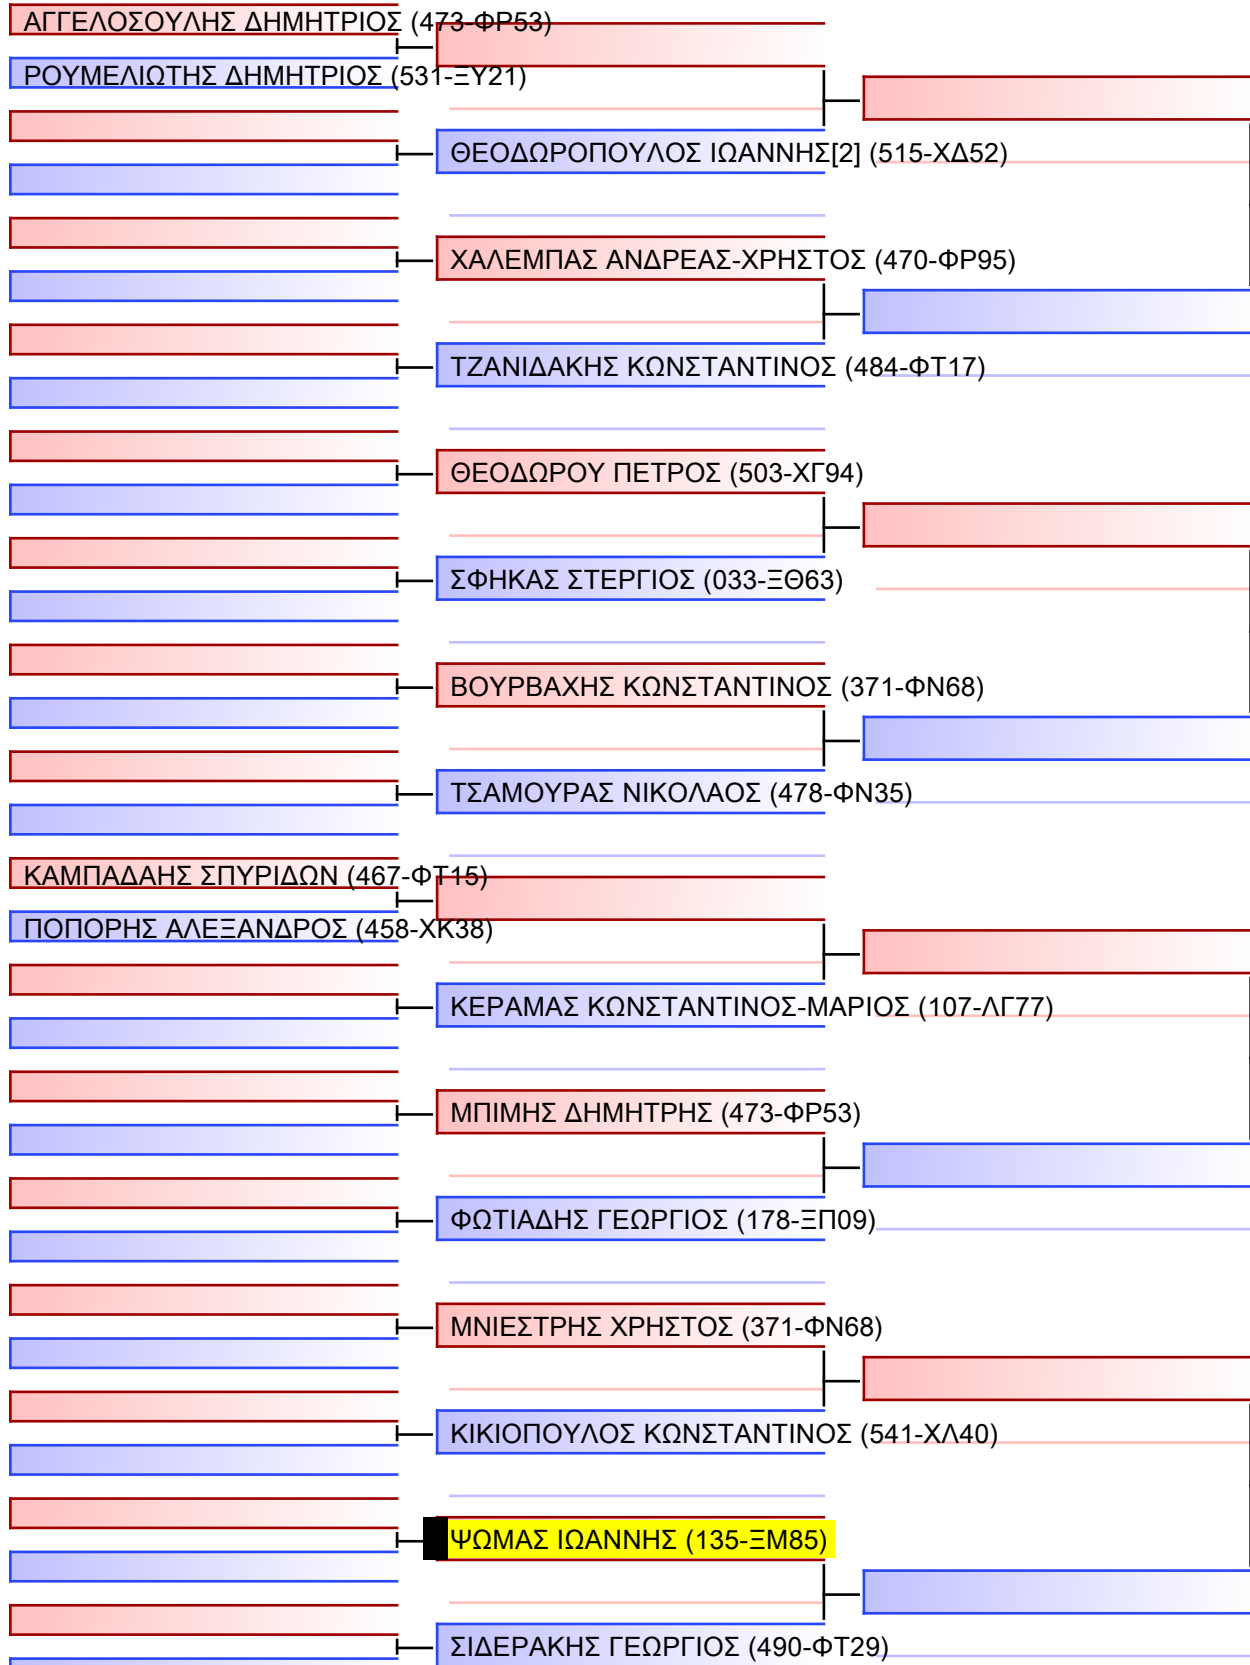 ΑΓΓΕΛΟΣΟΥΛΗΣ ΔΗΜΗΤΡΙΟΣ (473-ΦΡ53)
ΡΟΥΜΕΛΙΩΤΗΣ ΔΗΜΗΤΡΙΟΣ (531-ΞΥ21)
ΘΕΟΔΩΡΟΠΟΥΛΟΣ ΙΩΑΝΝΗΣ[2] (515-ΧΔ52)
ΧΑΛΕΜΠΑΣ ΑΝΔΡΕΑΣ-ΧΡΗΣΤΟΣ (470-ΦΡ95)
ΤΖΑΝΙΔΑΚΗΣ ΚΩΝΣΤΑΝΤΙΝΟΣ (484-ΦΤ17)
ΘΕΟΔΩΡΟΥ ΠΕΤΡΟΣ (503-ΧΓ94)
ΣΦΗΚΑΣ ΣΤΕΡΓΙΟΣ (033-ΞΘ63)
ΒΟΥΡΒΑΧΗΣ ΚΩΝΣΤΑΝΤΙΝΟΣ (371-ΦΝ68)
ΤΣΑΜΟΥΡΑΣ ΝΙΚΟΛΑΟΣ (478-ΦΝ35)
ΚΑΜΠΑΔΑΗΣ ΣΠΥΡΙΔΩΝ (467-ΦΤ15)
ΠΟΠΟΡΗΣ ΑΛΕΞΑΝΔΡΟΣ (458-ΧΚ38)
ΚΕΡΑΜΑΣ ΚΩΝΣΤΑΝΤΙΝΟΣ-ΜΑΡΙΟΣ (107-ΛΓ77)
ΜΠΙΜΗΣ ΔΗΜΗΤΡΗΣ (473-ΦΡ53)
ΦΩΤΙΑΔΗΣ ΓΕΩΡΓΙΟΣ (178-ΞΠ09)
ΜΝΙΕΣΤΡΗΣ ΧΡΗΣΤΟΣ (371-ΦΝ68)
ΚΙΚΙΟΠΟΥΛΟΣ ΚΩΝΣΤΑΝΤΙΝΟΣ (541-ΧΛ40)
ΨΩΜΑΣ ΙΩΑΝΝΗΣ (135-ΞΜ85)
ΣΙΔΕΡΑΚΗΣ ΓΕΩΡΓΙΟΣ (490-ΦΤ29)